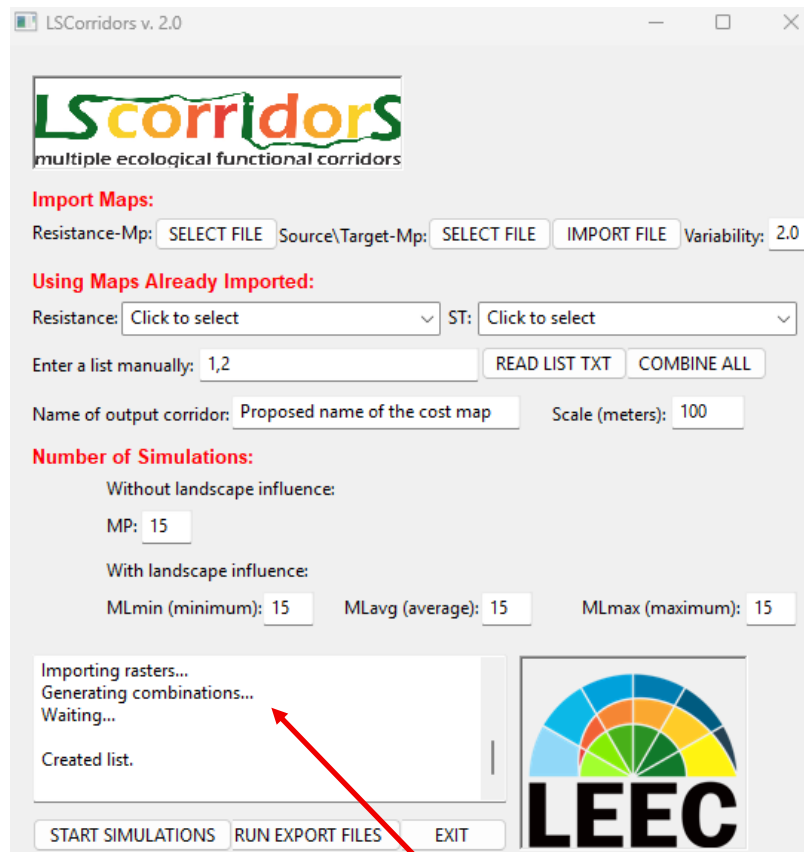 LSCorridors v. 2.0
LScorridorS
multiple ecological functional corridors
Import Maps:
Resistance-Mp: SELECT FILE Source\Target-Mp: SELECT FILE IMPORT FILE Variability: 2.0
Using Maps Already Imported:
Resistance: Click to select ST: Click to select
Enter a list manually: 1,2 READ LIST TXT COMBINE ALL
Name of output corridor: Proposed name of the cost map Scale (meters): 100
Number of Simulations:
Without landscape influence:
MP: 15
With landscape influence:
MLmin (minimum): 15 MLavg (average): 15 MLmax (maximum): 15
Importing rasters...
Generating combinations...
Waiting...
Created list.
LEEC
START SIMULATIONS RUN EXPORT FILES EXIT